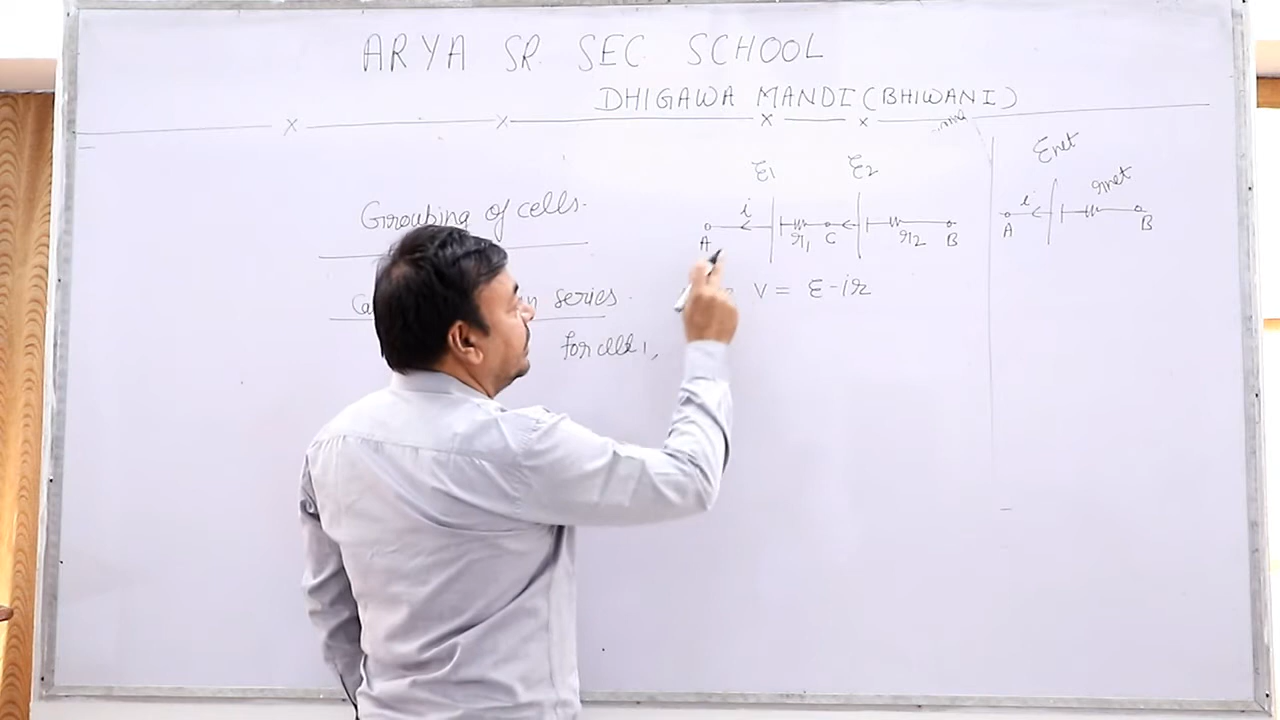 ARYA SR. SEC. SCHOOL
DHIGAWA MANDI (BHIWANI)
x x x x
Grouping of cells.
series.
for cell 1,
ε1 ε2
i
A r1 C r2 B
V = ε - ir
εnet
i rnet
A B